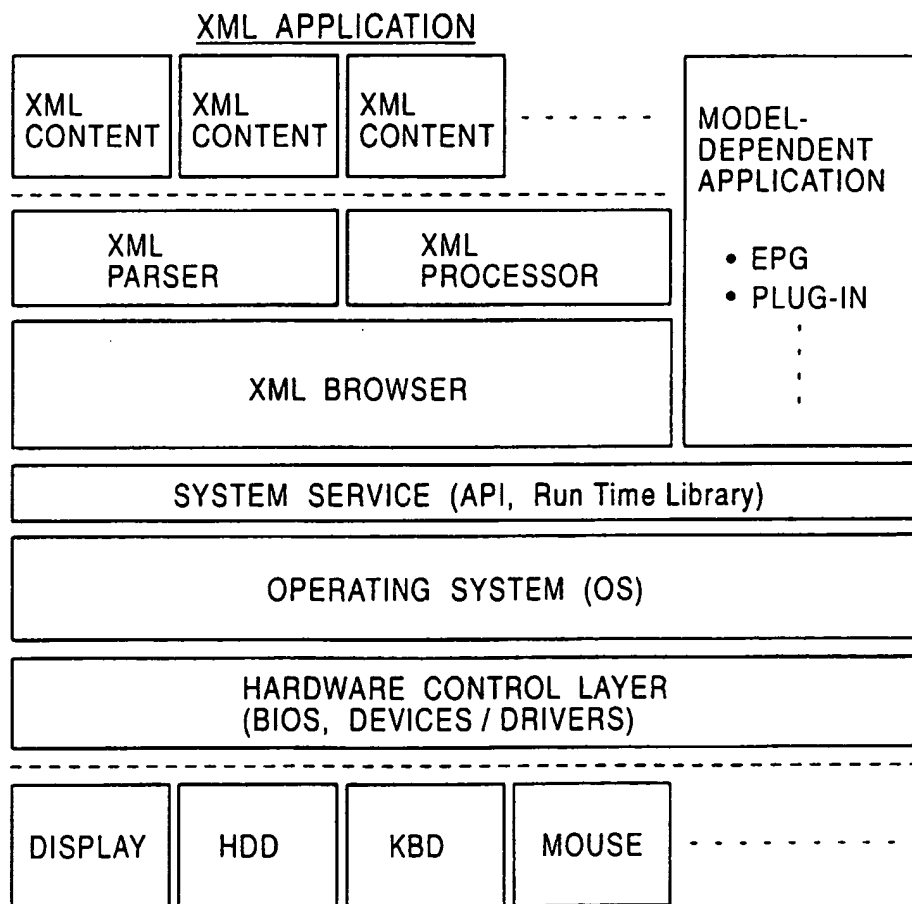 XML APPLICATION
XML
CONTENT
XML
CONTENT
XML
CONTENT
MODEL-
DEPENDENT
APPLICATION
• EPG
• PLUG-IN
XML
PARSER
XML
PROCESSOR
XML BROWSER
SYSTEM SERVICE (API, Run Time Library)
OPERATING SYSTEM (OS)
HARDWARE CONTROL LAYER
(BIOS, DEVICES / DRIVERS)
DISPLAY
HDD
KBD
MOUSE